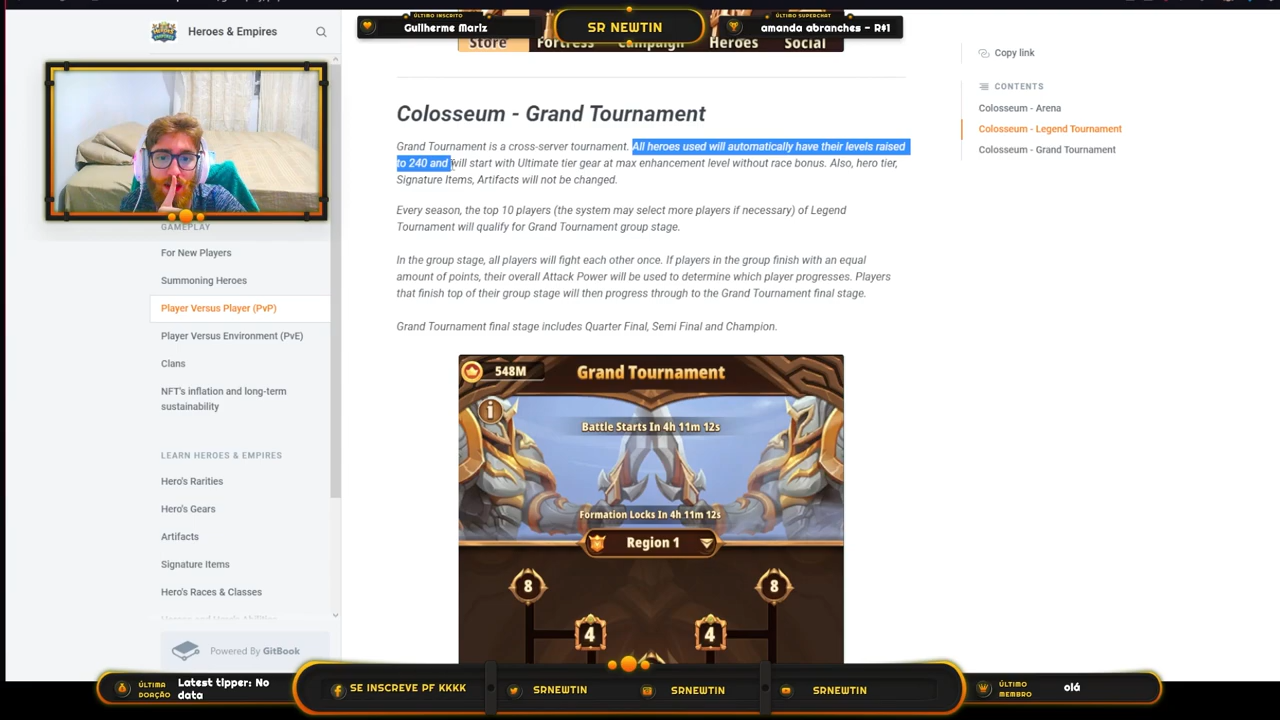 ÚLTIMO INSCRITO
Guilherme Mariz
SR NEWTIN
ÚLTIMO SUPERCHAT
amanda abranches - R$1
Heroes & Empires
Store Fortress Campaign Heroes Social
Copy link
CONTENTS
Colosseum - Arena
Colosseum - Legend Tournament
Colosseum - Grand Tournament
Colosseum - Grand Tournament
Grand Tournament is a cross-server tournament. All heroes used will automatically have their levels raised
to 240 and will start with Ultimate tier gear at max enhancement level without race bonus. Also, hero tier,
Signature Items, Artifacts will not be changed.
Every season, the top 10 players (the system may select more players if necessary) of Legend
Tournament will qualify for Grand Tournament group stage.
In the group stage, all players will fight each other once. If players in the group finish with an equal
amount of points, their overall Attack Power will be used to determine which player progresses. Players
that finish top of their group stage will then progress through to the Grand Tournament final stage.
Grand Tournament final stage includes Quarter Final, Semi Final and Champion.
GAMEPLAY
For New Players
Summoning Heroes
Player Versus Player (PvP)
Player Versus Environment (PvE)
Clans
NFT's inflation and long-term
sustainability
LEARN HEROES & EMPIRES
Hero's Rarities
Hero's Gears
Artifacts
Signature Items
Hero's Races & Classes
Powered By GitBook
548M
Grand Tournament
i
Battle Starts In 4h 11m 12s
Formation Locks In 4h 11m 12s
Region 1
8
8
4
4
ÚLTIMA
DOAÇÃO
Latest tipper: No
data
SE INSCREVE PF KKKK
SRNEWTIN
SRNEWTIN
SRNEWTIN
ÚLTIMO
MEMBRO
olá